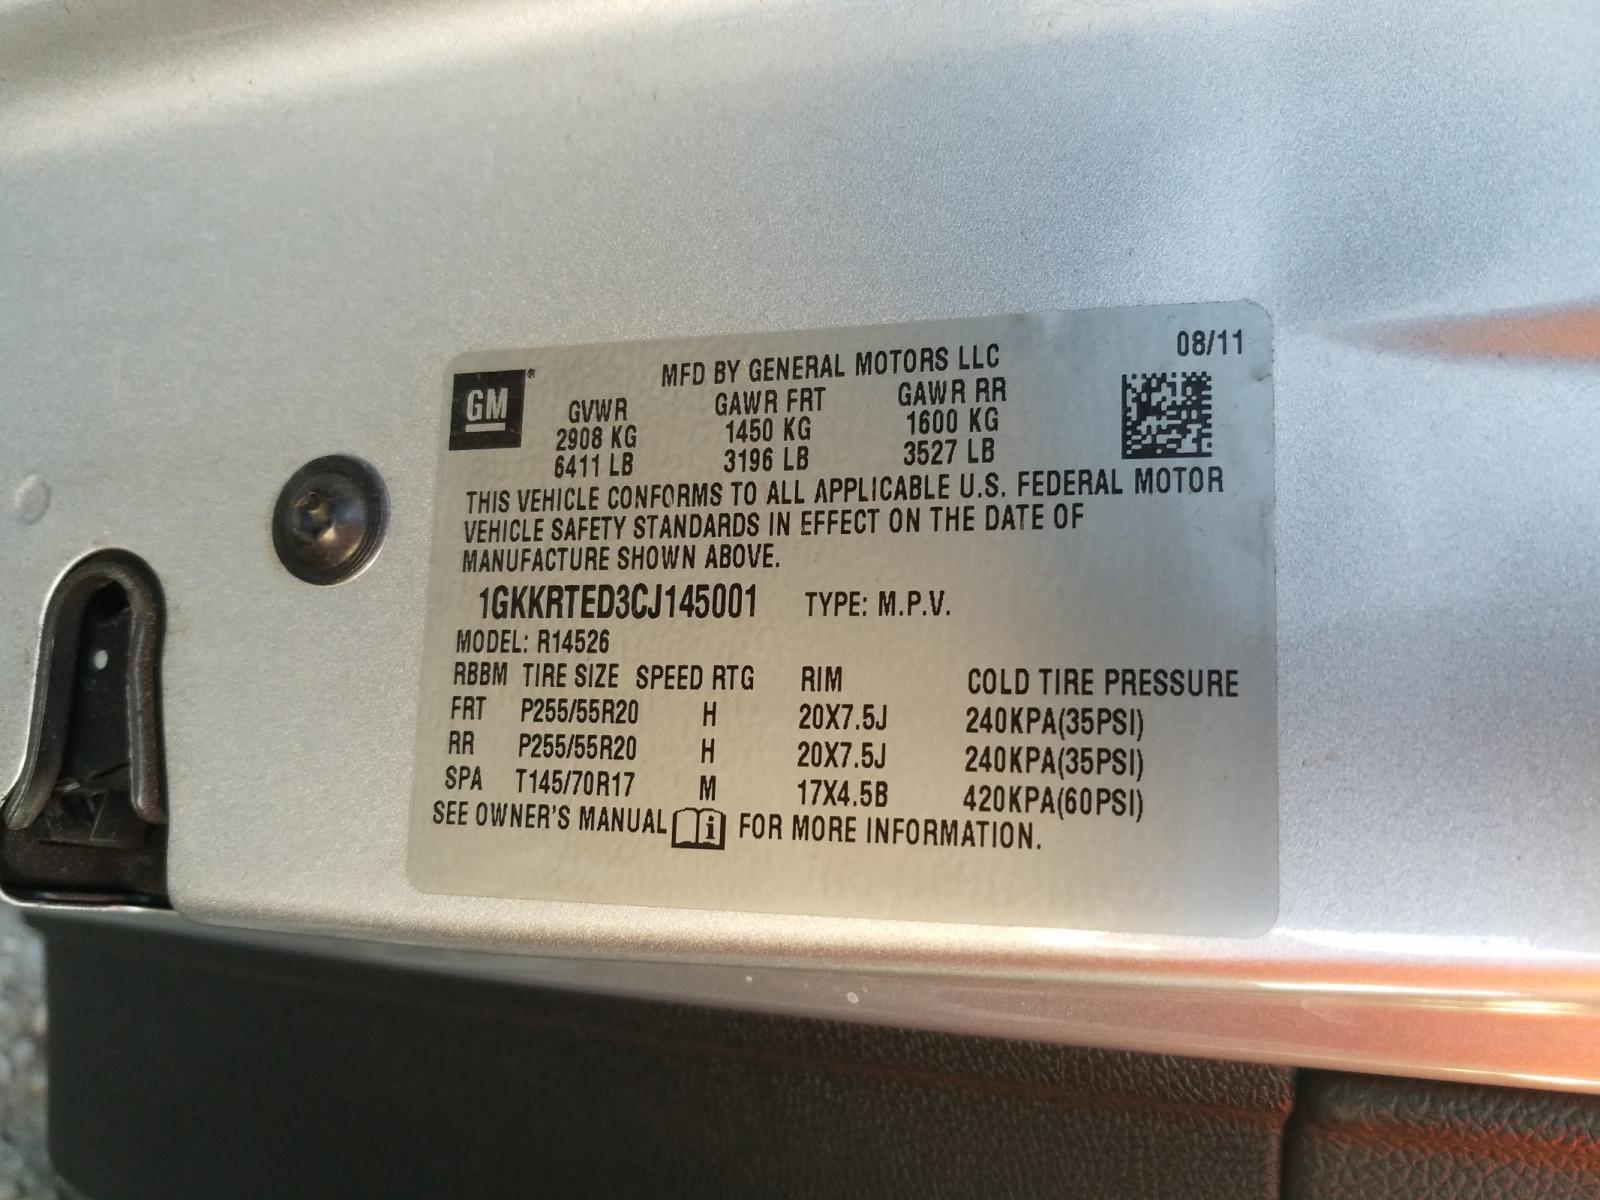 08/11
MFD BY GENERAL MOTORS LLC
GM®
GVWR GAWR FRT GAWR RR
2908 KG 1450 KG 1600 KG
6411 LB 3196 LB 3527 LB
THIS VEHICLE CONFORMS TO ALL APPLICABLE U.S. FEDERAL MOTOR
VEHICLE SAFETY STANDARDS IN EFFECT ON THE DATE OF
MANUFACTURE SHOWN ABOVE.
1GKKRTED3CJ145001 TYPE: M.P.V.
MODEL: R14526
RBBM TIRE SIZE SPEED RTG RIM COLD TIRE PRESSURE
FRT P255/55R20 H 20X7.5J 240KPA(35PSI)
RR P255/55R20 H 20X7.5J 240KPA(35PSI)
SPA T145/70R17 M 17X4.5B 420KPA(60PSI)
SEE OWNER'S MANUAL i FOR MORE INFORMATION.